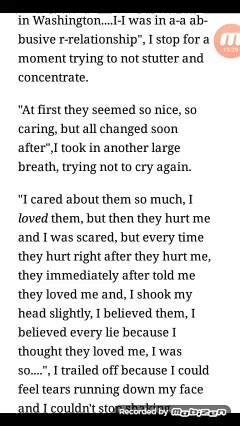 in Washington....I-I was in a-a ab-
busive r-relationship", I stop for a
moment trying to not stutter and
concentrate.
"At first they seemed so nice, so
caring, but all changed soon
after",I took in another large
breath, trying not to cry again.
"I cared about them so much, I
loved them, but then they hurt me
and I was scared, but every time
they hurt right after they hurt me,
they immediately after told me
they loved me and, I shook my
head slightly, I believed them, I
believed every lie because I
thought they loved me, I was
so....", I trailed off because I could
feel tears running down my face
and I couldn't stop shaking
Recorded by mobizen